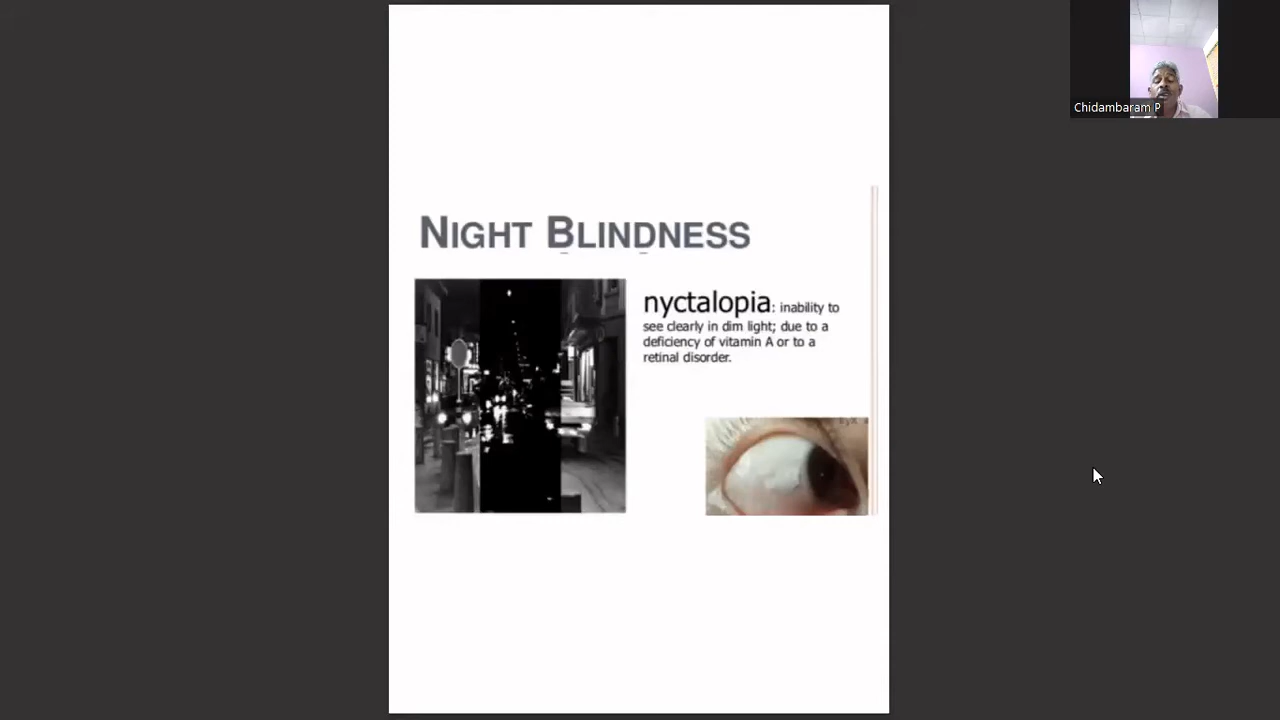 Chidambaram P
NIGHT BLINDNESS
nyctalopia: inability to
see clearly in dim light; due to a
deficiency of vitamin A or to a
retinal disorder.